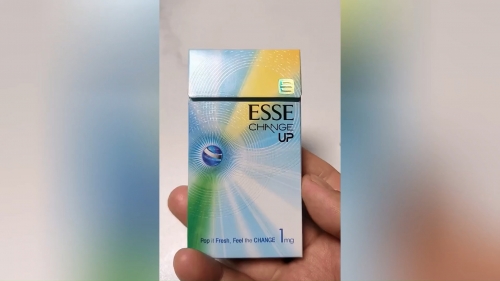 ESSE
CHANGE
UP
Pop it Fresh, Feel the CHANGE 1mg